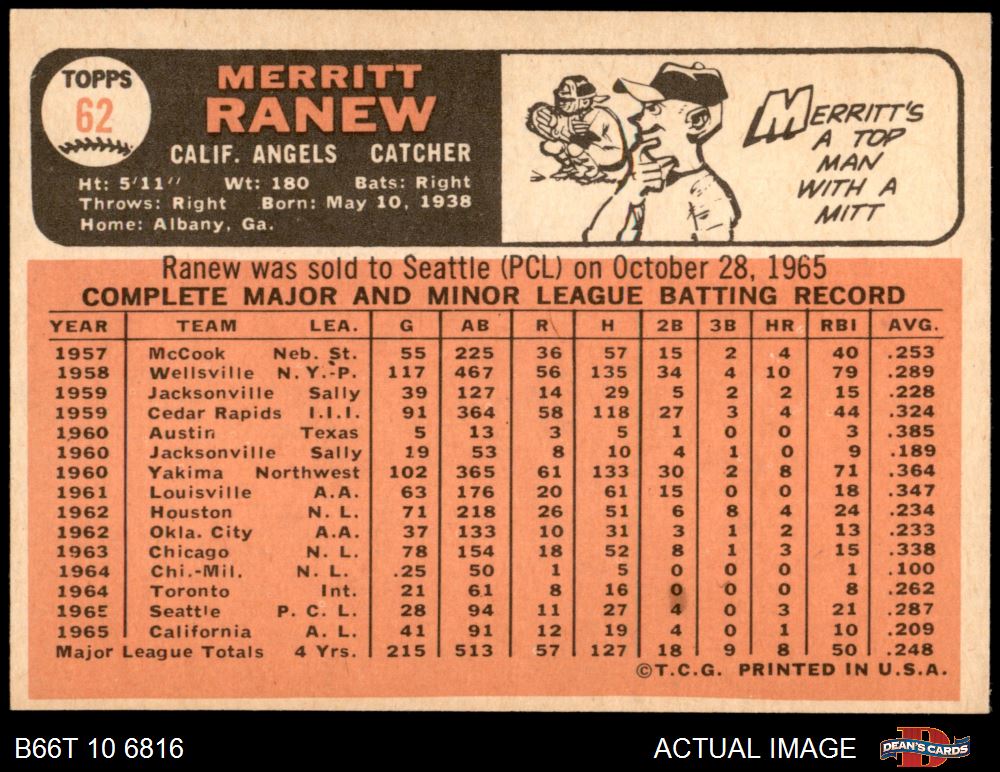 TOPPS
62
MERRITT
RANEW
CALIF. ANGELS CATCHER
Ht: 5'11" Wt: 180 Bats: Right
Throws: Right Born: May 10, 1938
Home: Albany, Ga.
MERRITT'S
A TOP
MAN
WITH A
MITT
Ranew was sold to Seattle (PCL) on October 28, 1965
COMPLETE MAJOR AND MINOR LEAGUE BATTING RECORD
YEAR TEAM LEA. G AB R H 2B 3B HR RBI AVG.
1957 McCook Neb. St. 55 225 36 57 15 2 4 40 .253
1958 Wellsville N.Y.-P. 117 467 56 135 34 4 10 79 .289
1959 Jacksonville Sally 39 127 14 29 5 2 2 15 .228
1959 Cedar Rapids I.I.I. 91 364 58 118 27 3 4 44 .324
1960 Austin Texas 5 13 3 5 1 0 0 3 .385
1960 Jacksonville Sally 19 53 8 10 4 1 0 9 .189
1960 Yakima Northwest 102 365 61 133 30 2 8 71 .364
1961 Louisville A.A. 63 176 20 61 15 0 0 18 .347
1962 Houston N.L. 71 218 26 51 6 8 4 24 .234
1962 Okla. City A.A. 37 133 10 31 3 1 2 13 .233
1963 Chicago N.L. 78 154 18 52 8 1 3 15 .338
1964 Chi.-Mil. N.L. .25 50 1 5 0 0 0 1 .100
1964 Toronto Int. 21 61 8 16 0 0 0 8 .262
1965 Seattle P.C.L. 28 94 11 27 4 0 3 21 .287
1965 California A.L. 41 91 12 19 4 0 1 10 .209
Major League Totals 4 Yrs. 215 513 57 127 18 9 8 50 .248
©T.C.G. PRINTED IN U.S.A.
B66T 10 6816
ACTUAL IMAGE
DEAN'S CARDS